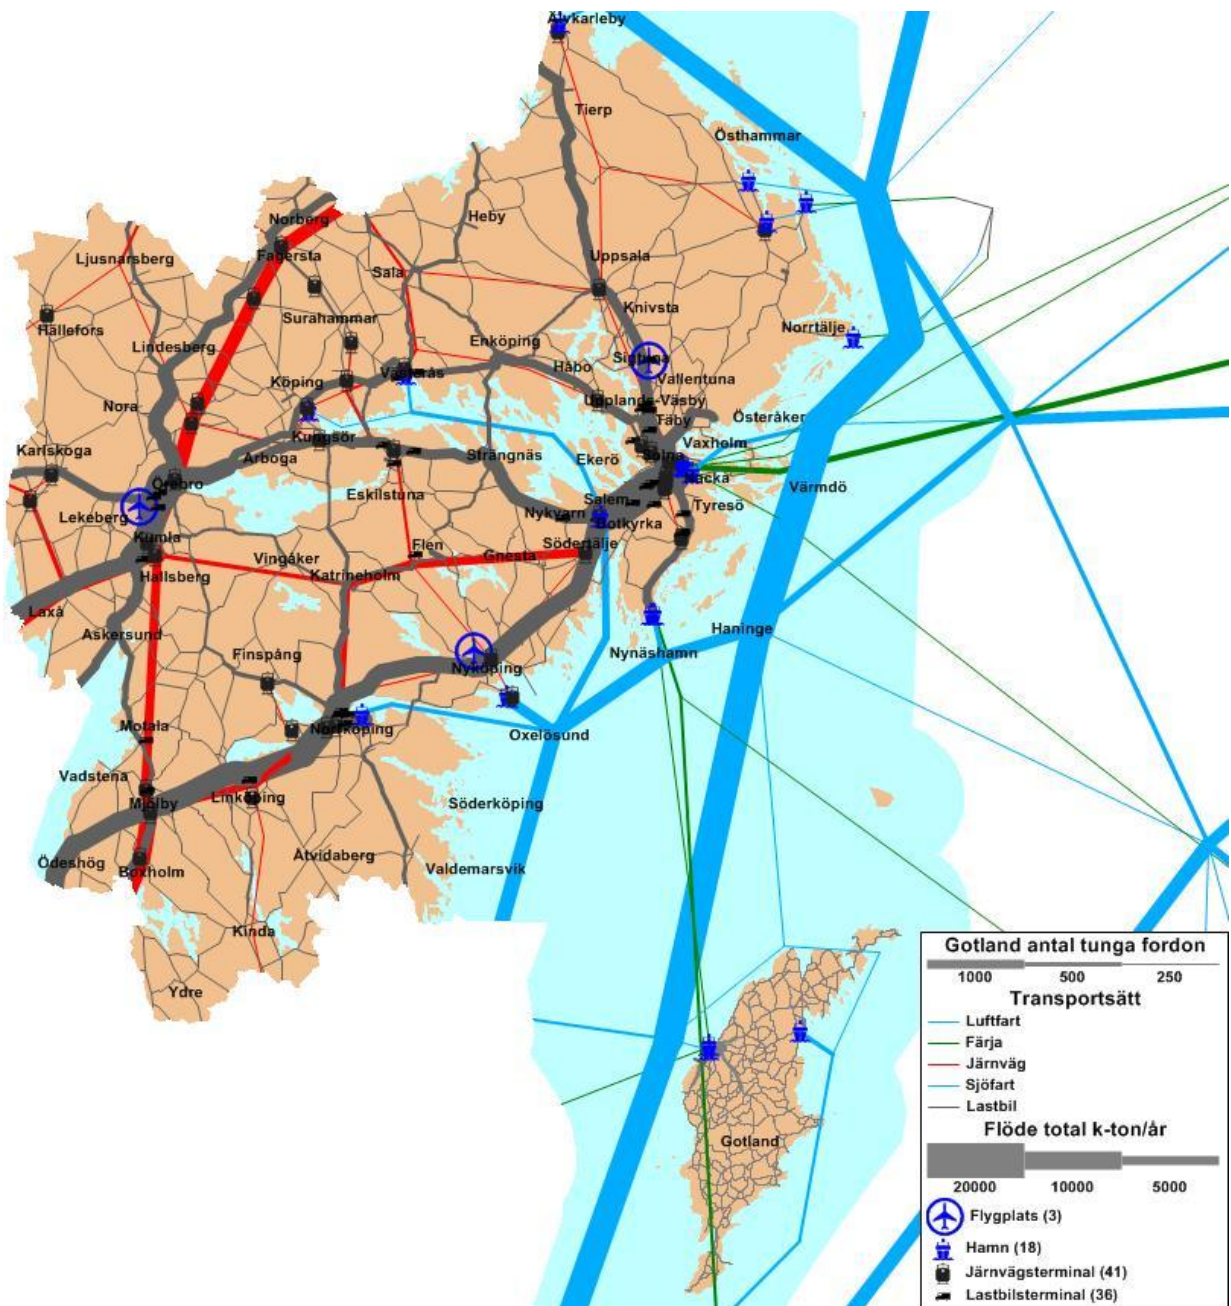 Älvkarleby
Tierp
Östhammar
Norberg
Heby
Ljusnarsberg
Fagersta
Uppsala
Sala
Knivsta
Surahammar
Hällefors
Norrtälje
Lindesberg
Enköping
Sigtuna
Håbo
Västerås
Vallentuna
Köping
Upplands-Väsby
Nora
Täby
Österåker
Kungsör
Vaxholm
Karlskoga
Arboga
Strängnäs
Ekerö
Solna
Örebro
Nacka
Värmdö
Eskilstuna
Salem
Tyresö
Lekeberg
Nykvarn
Botkyrka
Kumla
Södertälje
Flen
Gnesta
Vingåker
Hallsberg
Katrineholm
Laxå
Askersund
Haninge
Finspång
Nyköping
Nynäshamn
Motala
Norrköping
Oxelösund
Vadstena
Mjölby
Linköping
Söderköping
Ödeshög
Boxholm
Åtvidaberg
Valdemarsvik
Kinda
Ydre
Gotland
Gotland antal tunga fordon
1000 500 250
Transportsätt
Luftfart
Färja
Järnväg
Sjöfart
Lastbil
Flöde total k-ton/år
20000 10000 5000
Flygplats (3)
Hamn (18)
Järnvägsterminal (41)
Lastbilsterminal (36)